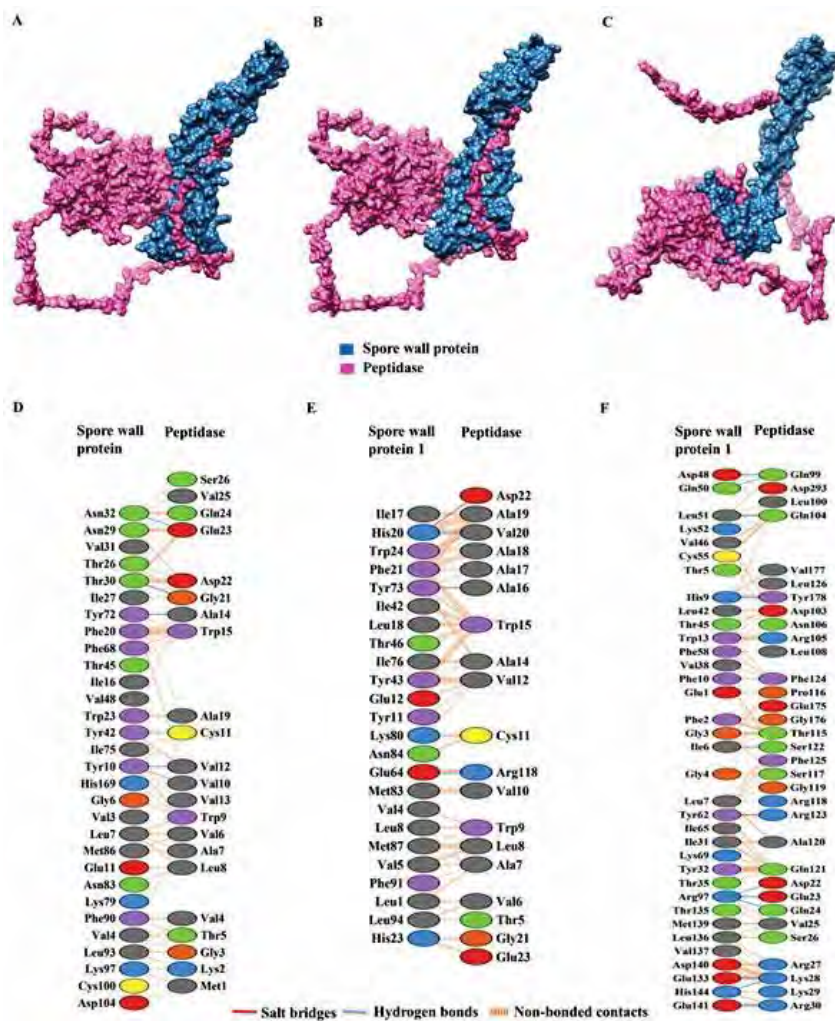 A
B
C
Spore wall protein
Peptidase
D
Spore wall protein
Peptidase
Ser26
Val25
Asn32
Gln24
Asn29
Glu23
Val31
Thr26
Thr30
Asp22
Ile27
Gly21
Tyr72
Ala14
Phe20
Trp15
Phe68
Thr45
Ile16
Val48
Trp23
Ala19
Tyr42
Cys11
Ile75
Tyr10
Val12
His169
Val10
Gly6
Val13
Val3
Trp9
Leu7
Val6
Met86
Ala7
Glu11
Leu8
Asn83
Lys79
Phe90
Val4
Val4
Thr5
Leu93
Gly3
Lys97
Lys2
Cys100
Met1
Asp104
E
Spore wall protein 1
Peptidase
Asp22
Ile17
Ala19
His20
Val20
Trp24
Ala18
Phe21
Ala17
Tyr73
Ala16
Ile42
Leu18
Trp15
Thr46
Ile76
Ala14
Tyr43
Val12
Glu12
Tyr11
Lys80
Cys11
Asn84
Glu64
Arg118
Met83
Val10
Val4
Leu8
Trp9
Met87
Leu8
Val5
Ala7
Phe91
Leu1
Val6
Leu94
Thr5
His23
Gly21
Glu23
F
Spore wall protein 1
Peptidase
Asp48
Gln99
Gln50
Asp293
Leu100
Leu51
Gln104
Lys52
Val46
Cys55
Thr5
Val177
Leu126
His9
Tyr178
Leu42
Asp103
Thr45
Asn106
Trp13
Arg105
Phe58
Leu108
Val38
Phe10
Phe124
Glu1
Pro116
Glu175
Phe2
Gly176
Gly3
Thr115
Ile6
Ser122
Phe125
Gly4
Ser117
Gly119
Leu7
Arg118
Tyr62
Arg123
Ile65
Ile31
Ala120
Lys69
Tyr32
Gln121
Thr35
Asp22
Arg97
Glu23
Thr135
Gln24
Met139
Val25
Leu136
Ser26
Val137
Asp140
Arg27
Glu133
Lys28
His144
Lys29
Glu141
Arg30
Salt bridges
Hydrogen bonds
Non-bonded contacts